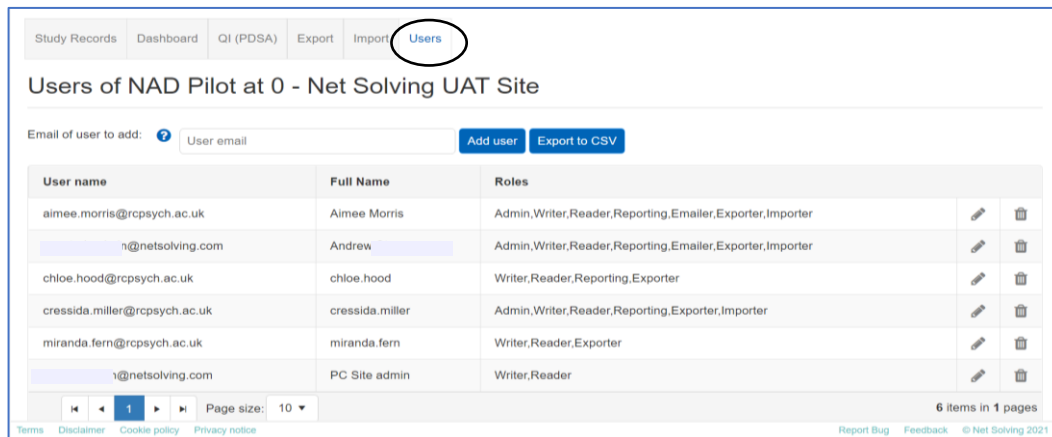 Study Records Dashboard QI (PDSA) Export Import Users
Users of NAD Pilot at 0 - Net Solving UAT Site
Email of user to add: ? User email Add user Export to CSV
User name Full Name Roles
aimee.morris@rcpsych.ac.uk Aimee Morris Admin,Writer,Reader,Reporting,Emailer,Exporter,Importer
n@netsolving.com Andrew Admin,Writer,Reader,Reporting,Emailer,Exporter,Importer
chloe.hood@rcpsych.ac.uk chloe.hood Writer,Reader,Reporting,Exporter
cressida.miller@rcpsych.ac.uk cressida.miller Admin,Writer,Reader,Reporting,Exporter,Importer
miranda.fern@rcpsych.ac.uk miranda.fern Writer,Reader,Exporter
@netsolving.com PC Site admin Writer,Reader
1 Page size: 10 6 items in 1 pages
Terms Disclaimer Cookie policy Privacy notice Report Bug Feedback © Net Solving 2021